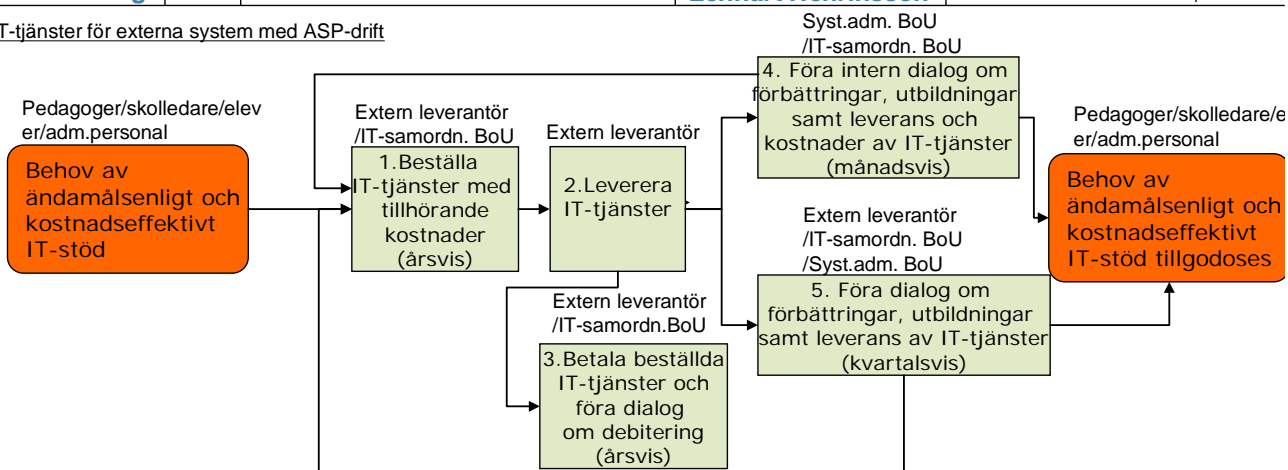 T-tjänster för externa system med ASP-drift
Pedagoger/skolledare/elev
er/adm.personal
Behov av
ändamålsenligt och
kostnadseffektivt
IT-stöd
Extern leverantör
/IT-samordn. BoU
1.Beställa
IT-tjänster med
tillhörande
kostnader
(årsvis)
Extern leverantör
2.Leverera
IT-tjänster
Extern leverantör
/IT-samordn.BoU
3.Betala beställda
IT-tjänster och
föra dialog
om debitering
(årsvis)
Syst.adm. BoU
/IT-samordn. BoU
4. Föra intern dialog om
förbättringar, utbildningar
samt leverans och
kostnader av IT-tjänster
(månadsvis)
Extern leverantör
/IT-samordn. BoU
/Syst.adm. BoU
5. Föra dialog om
förbättringar, utbildningar
samt leverans av IT-tjänster
(kvartalsvis)
Pedagoger/skolledare/e
er/adm.personal
Behov av
ändamålsenligt och
kostnadseffektivt
IT-stöd tillgodoses